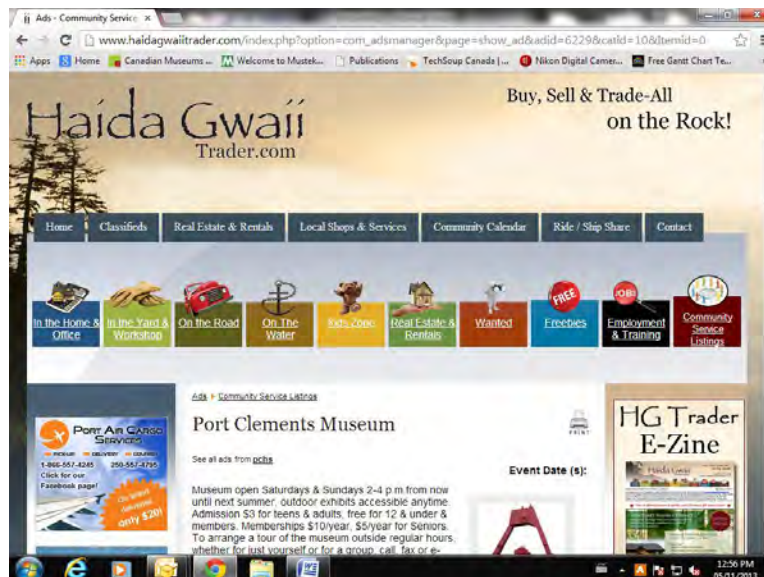 Ads - Community Service
www.haidagwaiitrader.com/index.php?option=com_adsmanager&page=show_ad&adid=6229&catid=10&Itemid=0
Apps Home Canadian Museums ... Welcome to Mustek... Publications TechSoup Canada | ... Nikon Digital Camer... Free Gantt Chart Te...
Haida Gwaii
Trader.com
Buy, Sell & Trade-All
on the Rock!
Home Classifieds Real Estate & Rentals Local Shops & Services Community Calendar Ride / Ship Share Contact
FREE
JOBS
In the Home & Office
In the Yard & Workshop
On the Road
On The Water
Kids Zone
Real Estate & Rentals
Wanted
Freebies
Employment & Training
Community Service Listings
PORT AIR CARGO
SERVICES
PICKUP DELIVERY
1-866-557-4245 250-557-4795
Click for our
Facebook page!
only $20!
Ads Community Service Listings
Port Clements Museum
PRINT
See all ads from pchs
Event Date (s):
Museum open Saturdays & Sundays 2-4 p m from now
until next summer, outdoor exhibits accessible anytime.
Admission $3 for teens & adults, free for 12 & under &
members. Memberships $10/year, $5/year for Seniors.
To arrange a tour of the museum outside regular hours,
whether for just yourself or for a group, call, fax or e-
HG Trader
E-Zine
Haida Gwaii
12:56 PM
05/11/2013